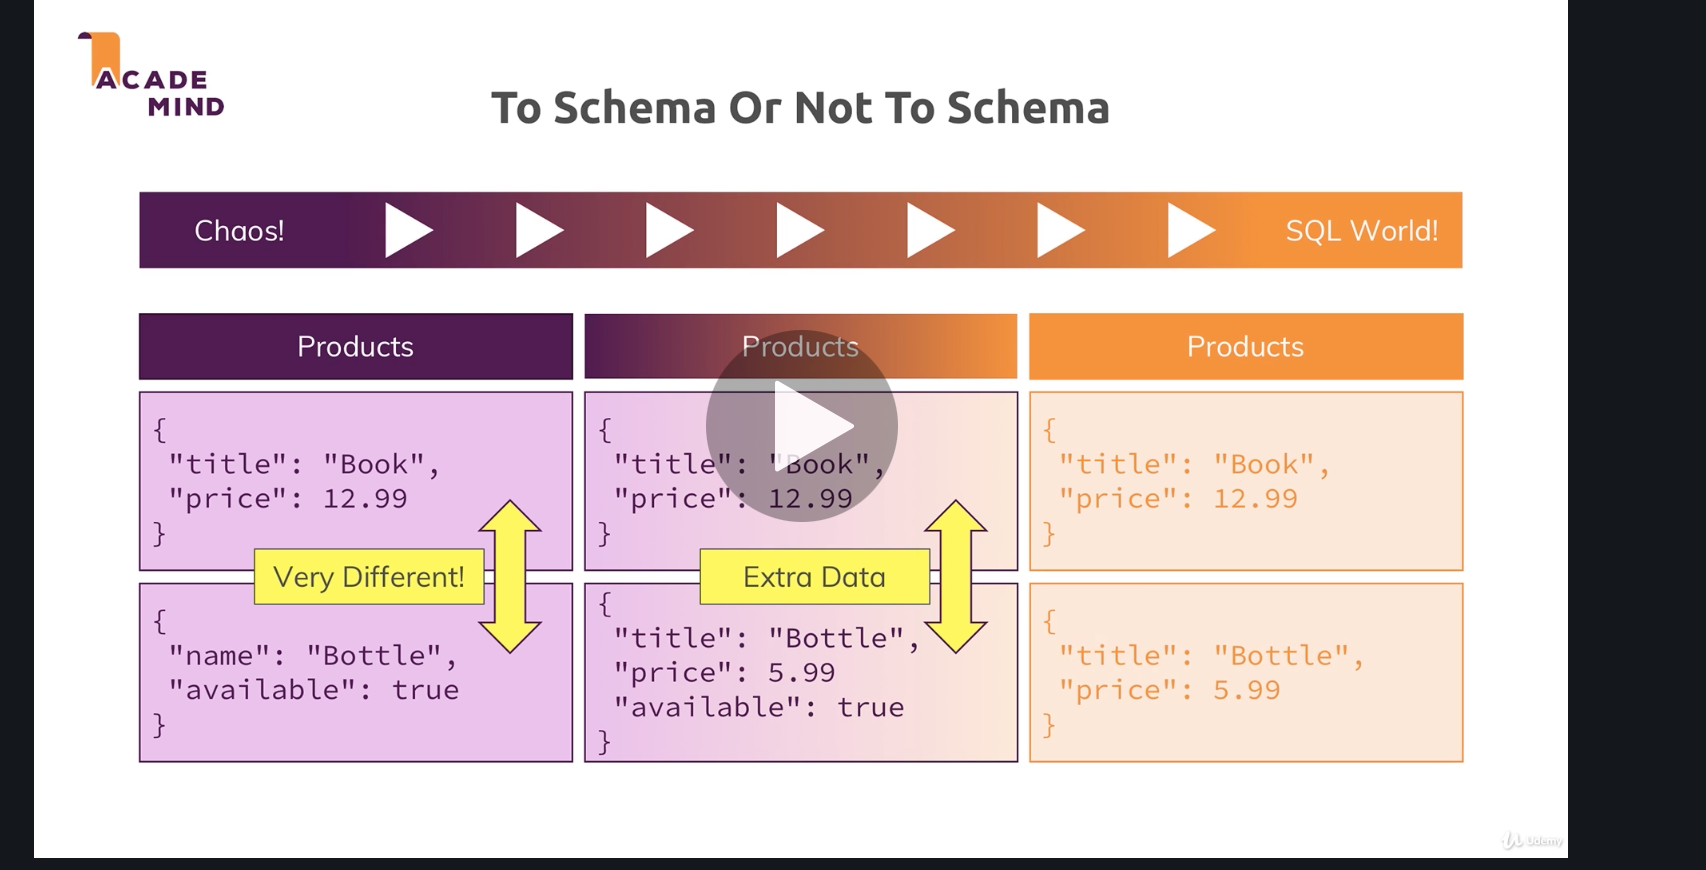 ACADE
MIND
To Schema Or Not To Schema
Chaos!
SQL World!
Products
{
"title": "Book",
"price": 12.99
}
Very Different!
{
"name": "Bottle",
"available": true
}
Products
{
"title": "Book",
"price": 12.99
}
Extra Data
{
"title": "Bottle",
"price": 5.99
"available": true
}
Products
{
"title": "Book",
"price": 12.99
}
{
"title": "Bottle",
"price": 5.99
}
Udemy